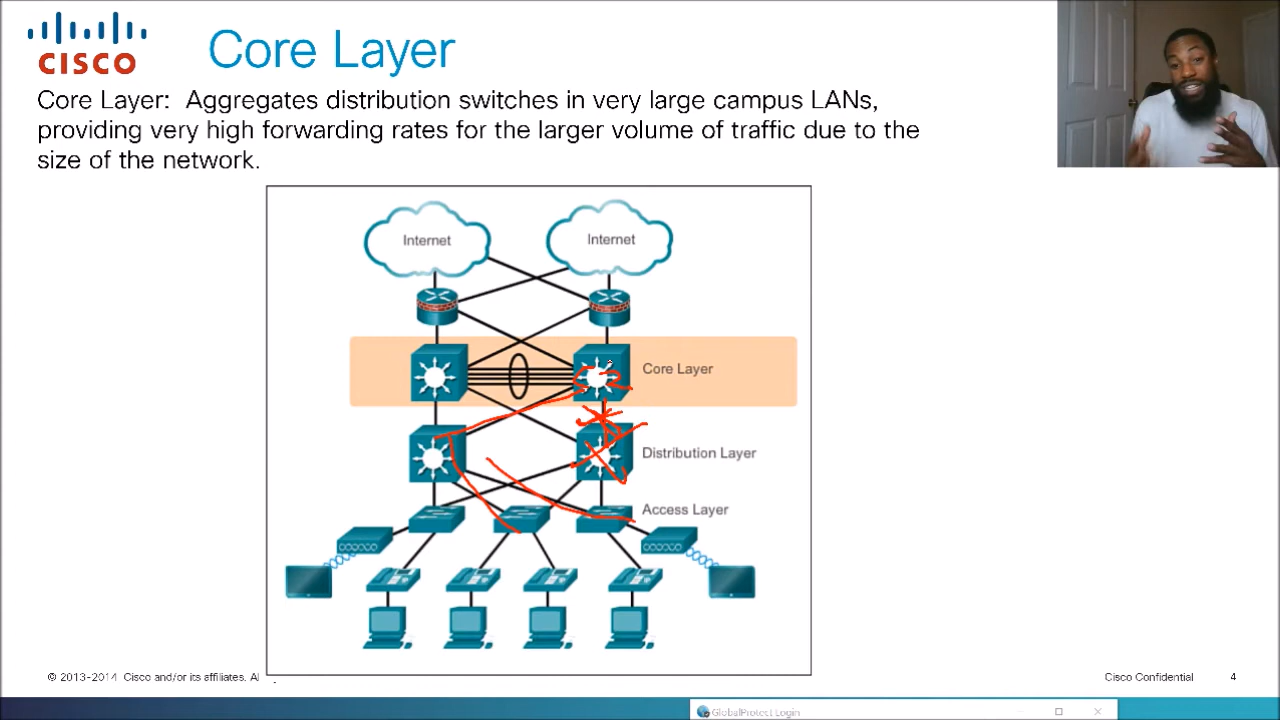 CISCO
Core Layer
Core Layer: Aggregates distribution switches in very large campus LANs,
providing very high forwarding rates for the larger volume of traffic due to the
size of the network.
Internet
Internet
Core Layer
Distribution Layer
Access Layer
© 2013-2014 Cisco and/or its affiliates. Al
Cisco Confidential
4
GlobalProtect Login